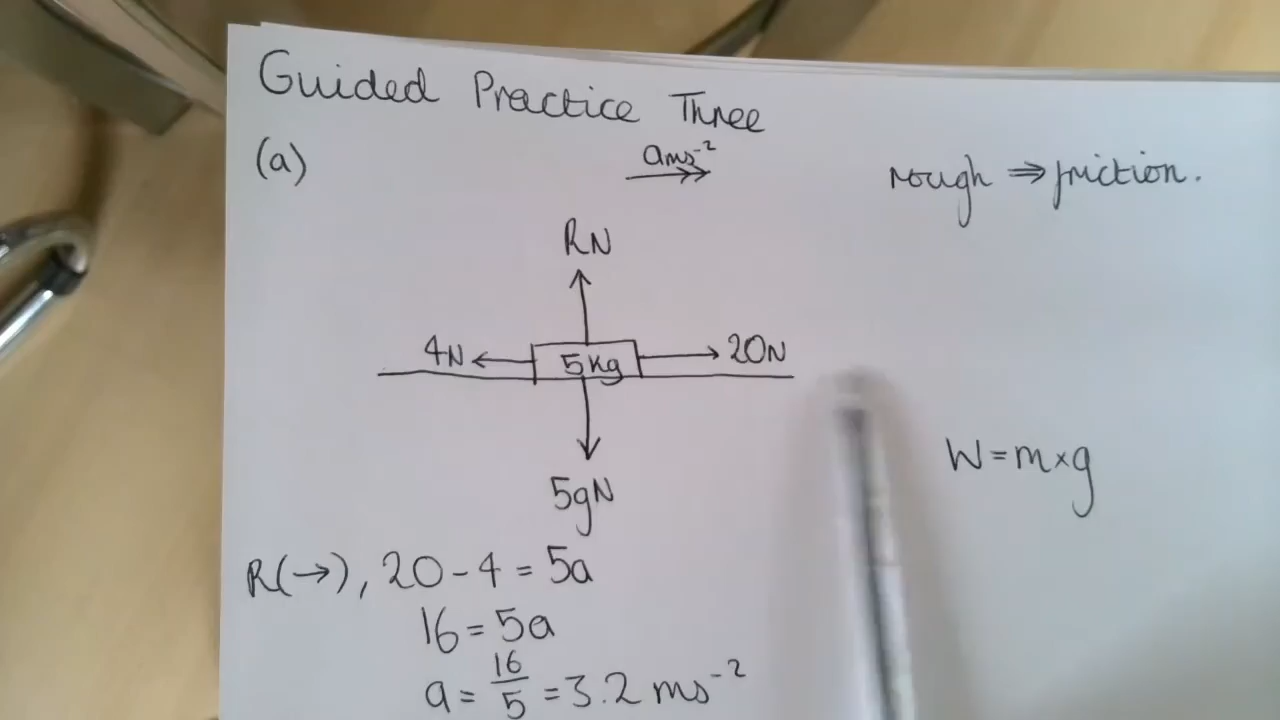 Guided Practice Three
(a)
a ms⁻²
rough ⇒ friction.
RN
4N
5kg
20N
5gN
W = m×g
R(→), 20 - 4 = 5a
16 = 5a
a = 16/5 = 3.2 ms⁻²